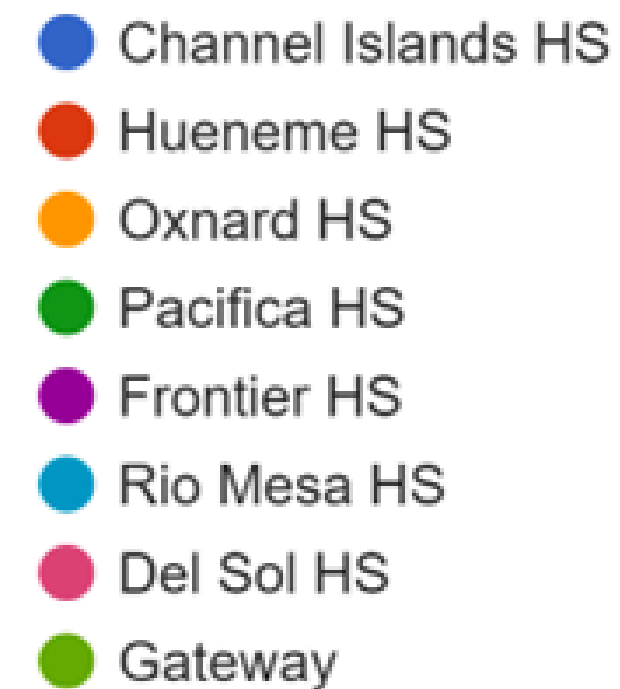 Channel Islands HS
Hueneme HS
Oxnard HS
Pacifica HS
Frontier HS
Rio Mesa HS
Del Sol HS
Gateway